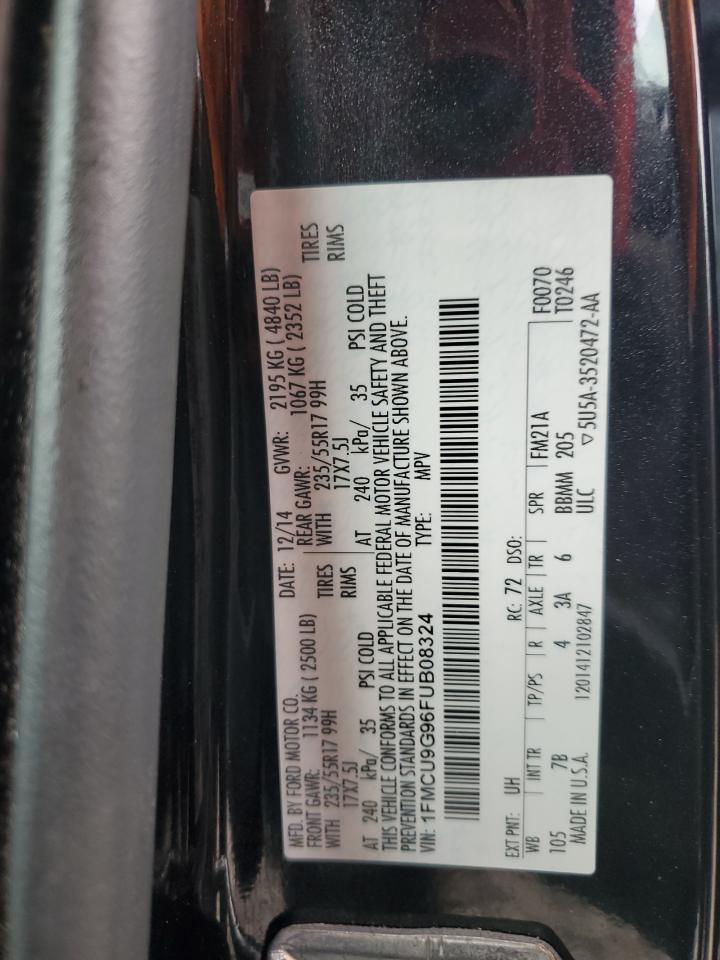 MFD. BY FORD MOTOR CO. DATE: 12/14 GVWR: 2195 KG ( 4840 LB)
FRONT GAWR: 1134 KG ( 2500 LB) REAR GAWR: 1067 KG ( 2352 LB)
WITH 235/55R17 99H TIRES WITH 235/55R17 99H TIRES
17X7.5J RIMS 17X7.5J RIMS
AT 240 kPa/ 35 PSI COLD AT 240 kPa/ 35 PSI COLD
THIS VEHICLE CONFORMS TO ALL APPLICABLE FEDERAL MOTOR VEHICLE SAFETY AND THEFT
PREVENTION STANDARDS IN EFFECT ON THE DATE OF MANUFACTURE SHOWN ABOVE.
VIN: 1FMCU9G96FUB08324 TYPE: MPV
EXT PNT: UH RC: 72 DSO:
WB INT TR TP/PS R AXLE TR SPR FM21A F0070
105 7B 4 3A 6 BBMM 205 T0246
MADE IN U.S.A. 1201412102847 ULC ▽5U5A-3520472-AA